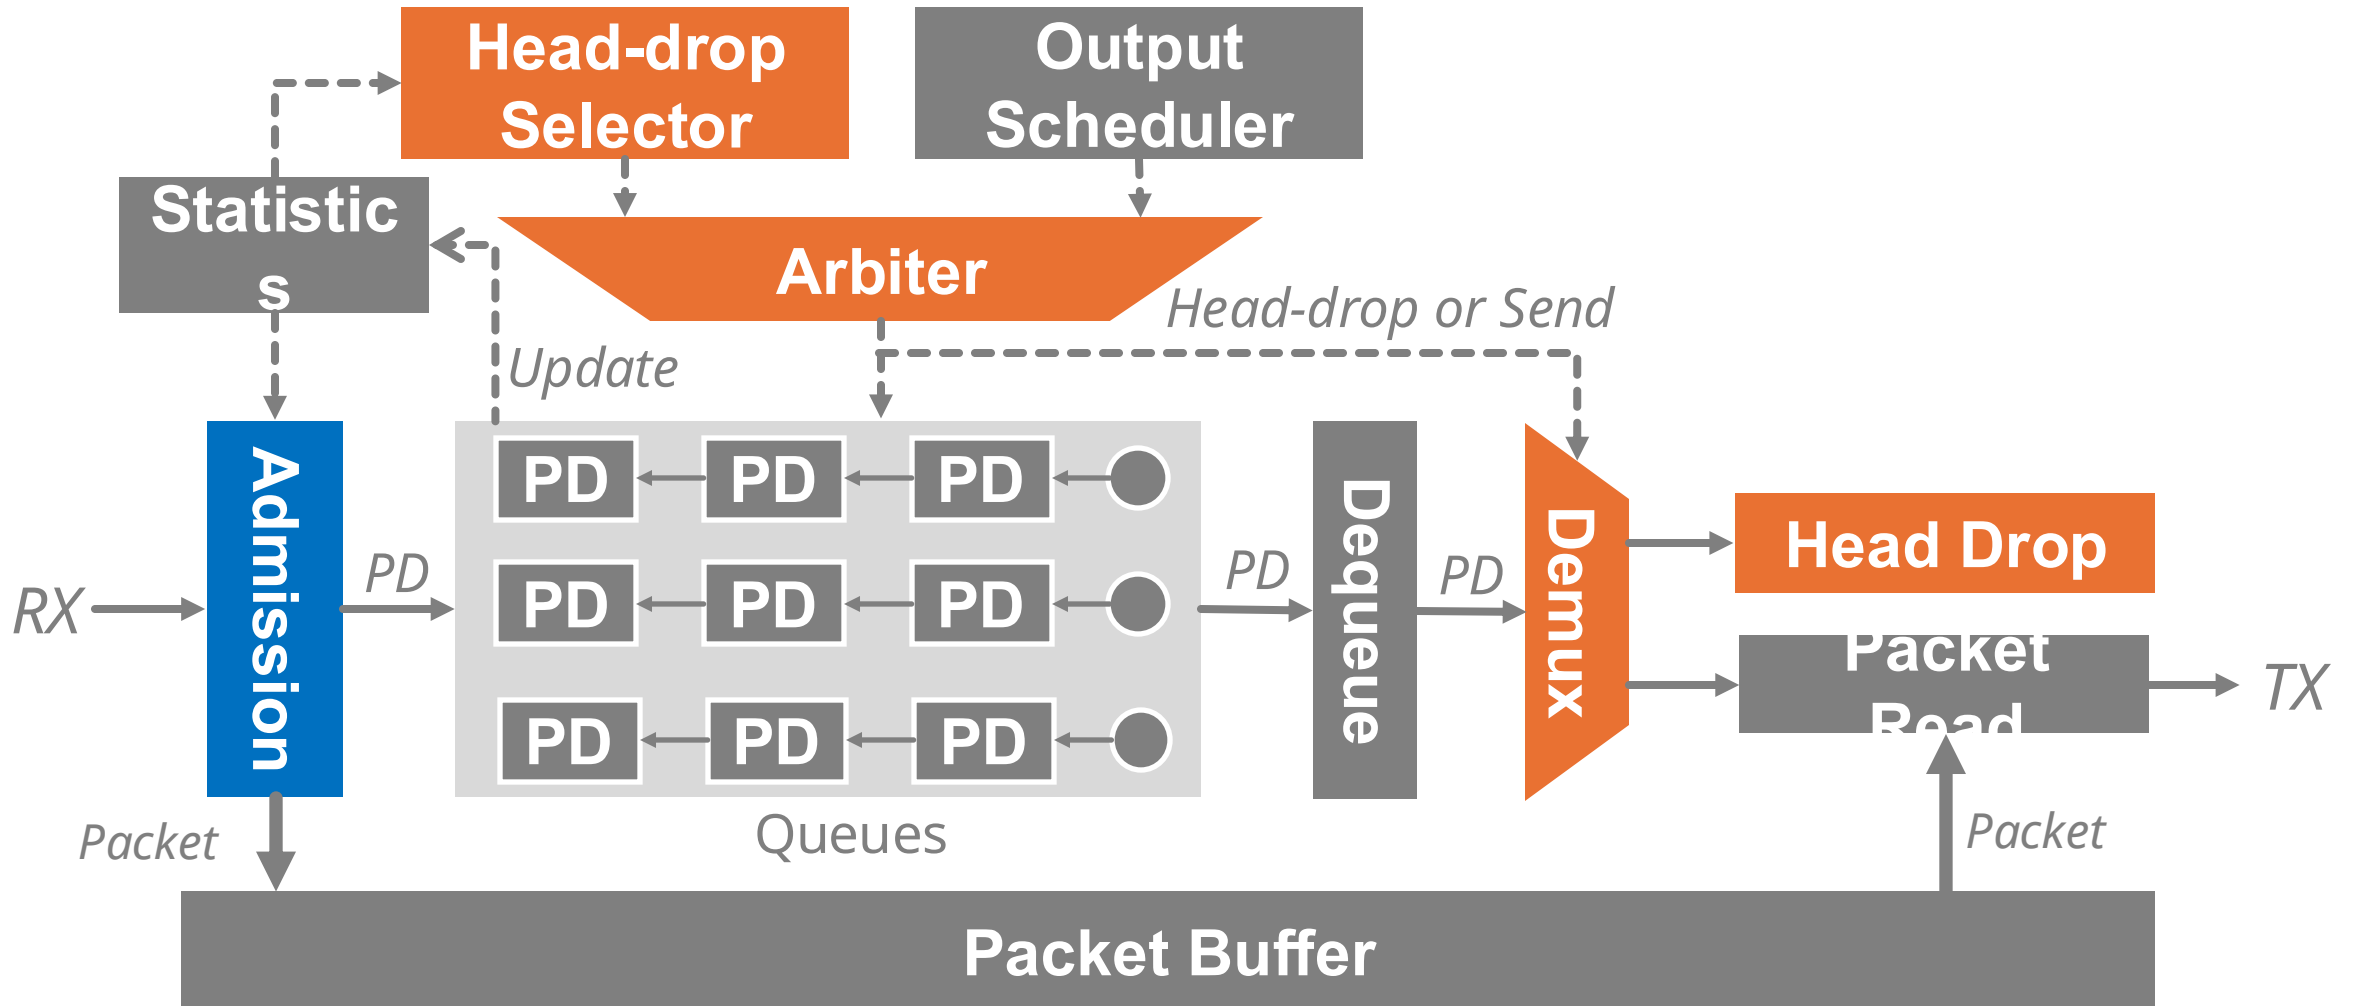 Head-drop
Selector
Output
Scheduler
Statistic
s
Arbiter
Head-drop or Send
Update
Admission
PD PD PD
PD PD PD
PD PD PD
Queues
RX
PD
PD
Dequeue
PD
Demux
Head Drop
Packet
Read
TX
Packet
Packet
Packet Buffer